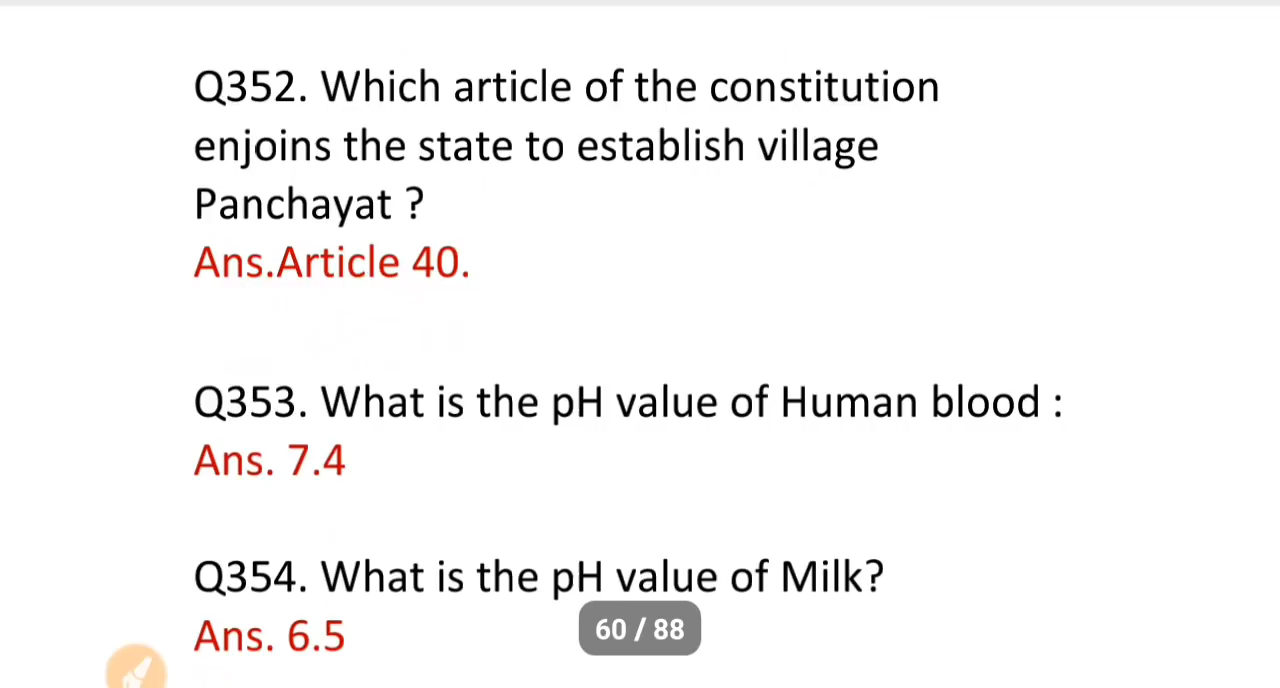 Q352. Which article of the constitution
enjoins the state to establish village
Panchayat ?
Ans.Article 40.
Q353. What is the pH value of Human blood :
Ans. 7.4
Q354. What is the pH value of Milk?
Ans. 6.5
60 / 88